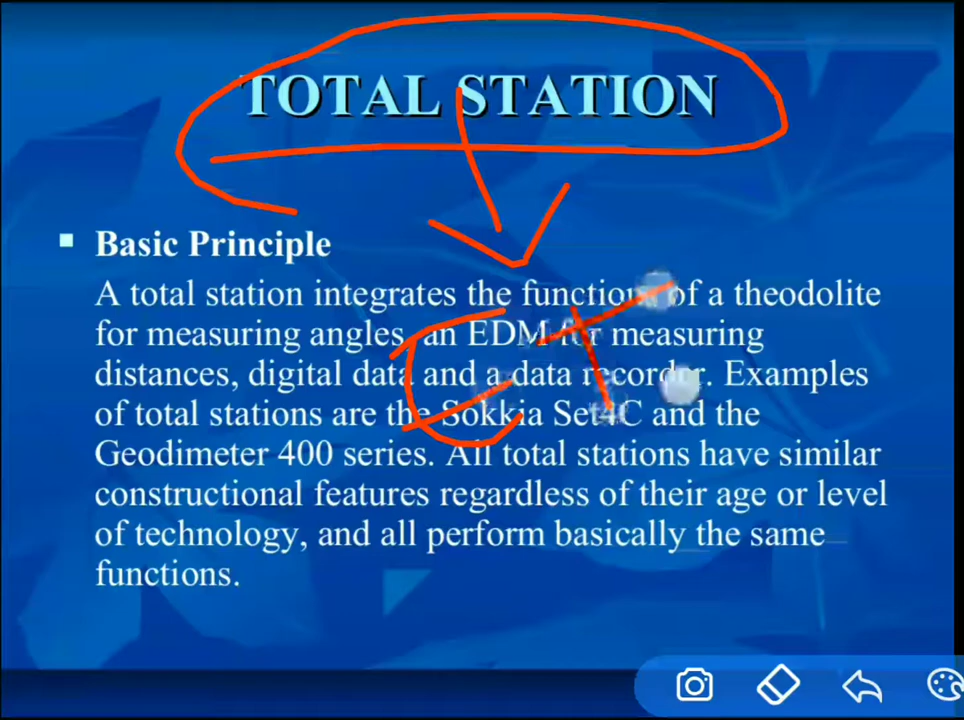 TOTAL STATION
Basic Principle
A total station integrates the functions of a theodolite
for measuring angles, an EDM for measuring
distances, digital data and a data recorder. Examples
of total stations are the Sokkia Set4C and the
Geodimeter 400 series. All total stations have similar
constructional features regardless of their age or level
of technology, and all perform basically the same
functions.